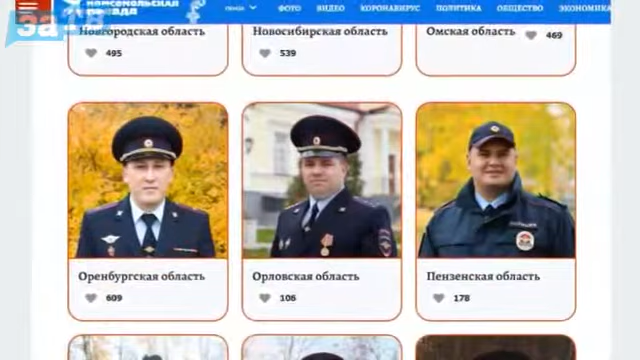 за
КОМСОМОЛЬСКАЯ
ПРАВДА
ФОТО ВИДЕО КОРОНАВИРУС ПОЛИТИКА ОБЩЕСТВО ЭКОНОМИКА
Новгородская область Новосибирская область Омская область
495 539 469
Оренбургская область Орловская область Пензенская область
609 106 178